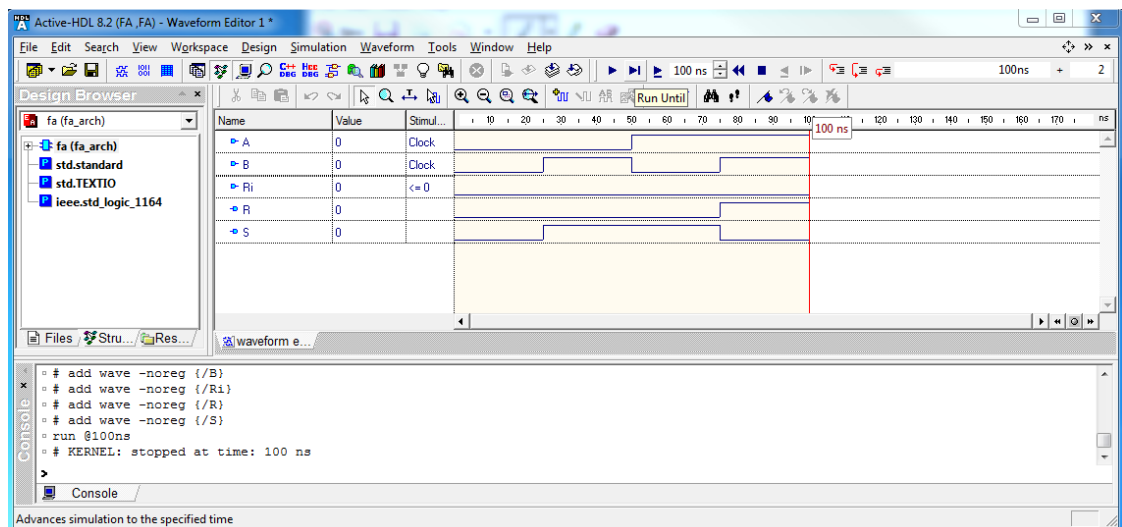 Active-HDL 8.2 (FA ,FA) - Waveform Editor 1 *
File Edit Search View Workspace Design Simulation Waveform Tools Window Help
100 ns 100ns + 2
Design Browser
Run Until
fa (fa_arch)
Name Value Stimul... 10 20 30 40 50 60 70 80 90 120 130 140 150 160 170 ns
100 ns
fa (fa_arch)
std.standard
std.TEXTIO
ieee.std_logic_1164
A 0 Clock
B 0 Clock
Ri 0 <= 0
R 0
S 0
Files Stru... Res...
waveform e...
Console
# add wave -noreg {/B}
# add wave -noreg {/Ri}
# add wave -noreg {/R}
# add wave -noreg {/S}
run @100ns
# KERNEL: stopped at time: 100 ns
>
Console
Advances simulation to the specified time